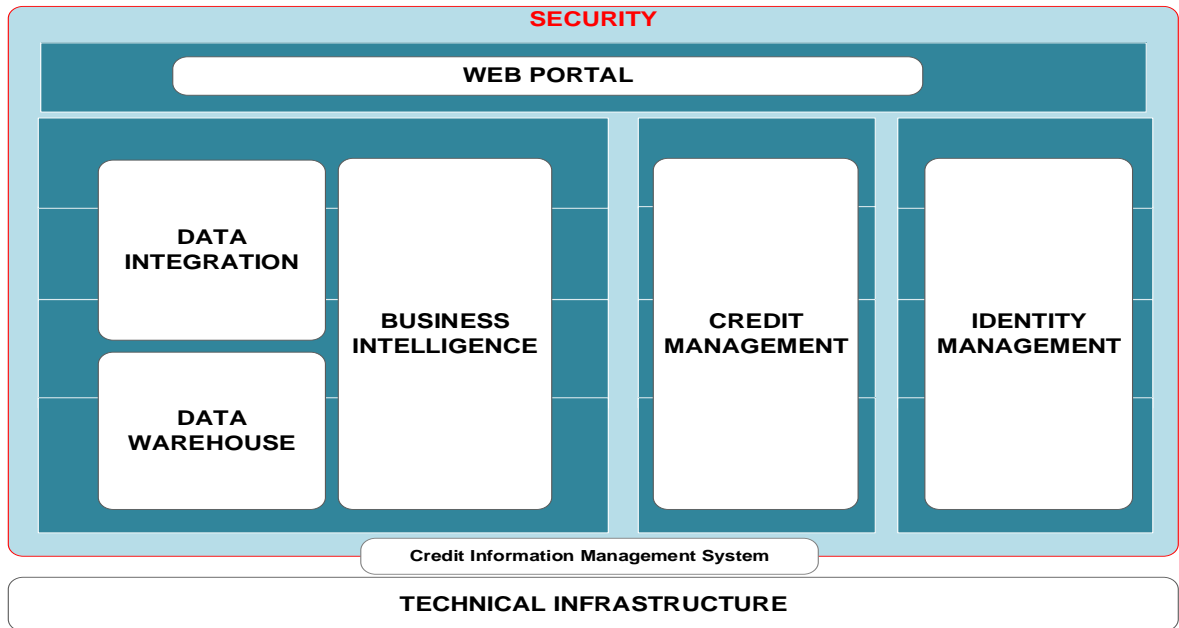 SECURITY
WEB PORTAL
DATA
INTEGRATION
DATA
WAREHOUSE
BUSINESS
INTELLIGENCE
CREDIT
MANAGEMENT
IDENTITY
MANAGEMENT
Credit Information Management System
TECHNICAL INFRASTRUCTURE